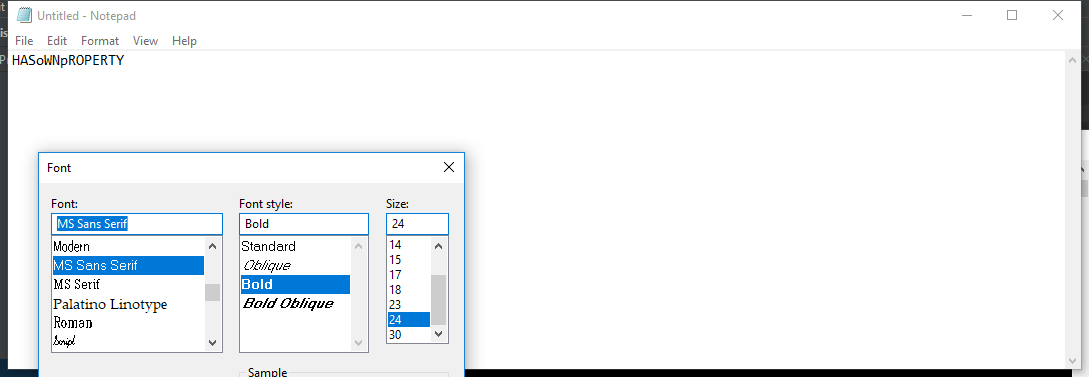 Untitled - Notepad
File Edit Format View Help
HASoWNpROPERTY
Font
Font: Font style: Size:
MS Sans Serif Bold 24
Modern Standard 14
MS Sans Serif Oblique 15
MS Serif Bold 17
Palatino Linotype Bold Oblique 18
Roman 23
Script 24
30
Sample